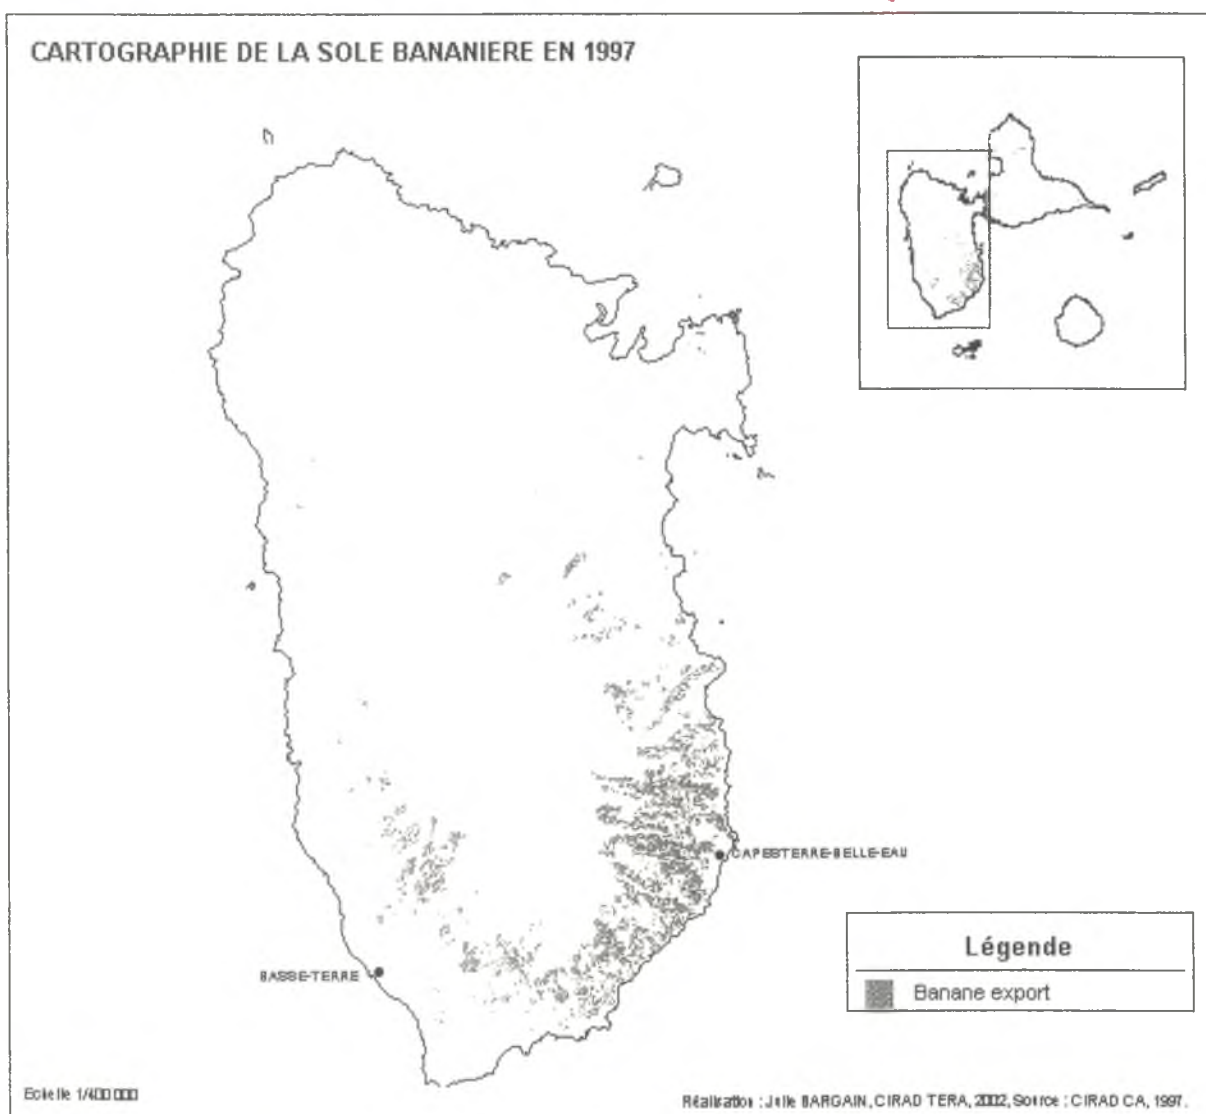 CARTOGRAPHIE DE LA SOLE BANANIERE EN 1997
CAPESTERRE-BELLE-EAU
BASSE-TERRE
Légende
Banane export
Echelle 1/400 000
Réalisation : Julie BARGAIN, CIRAD TERA, 2002, Source : CIRAD CA, 1997.